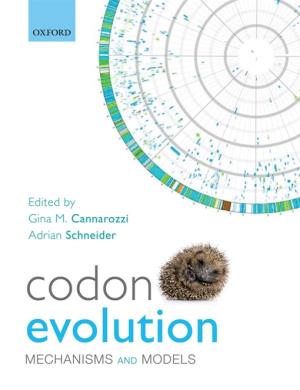 OXFORD
Edited by
Gina M. Cannarozzi
Adrian Schneider
codon
evolution
MECHANISMS AND MODELS